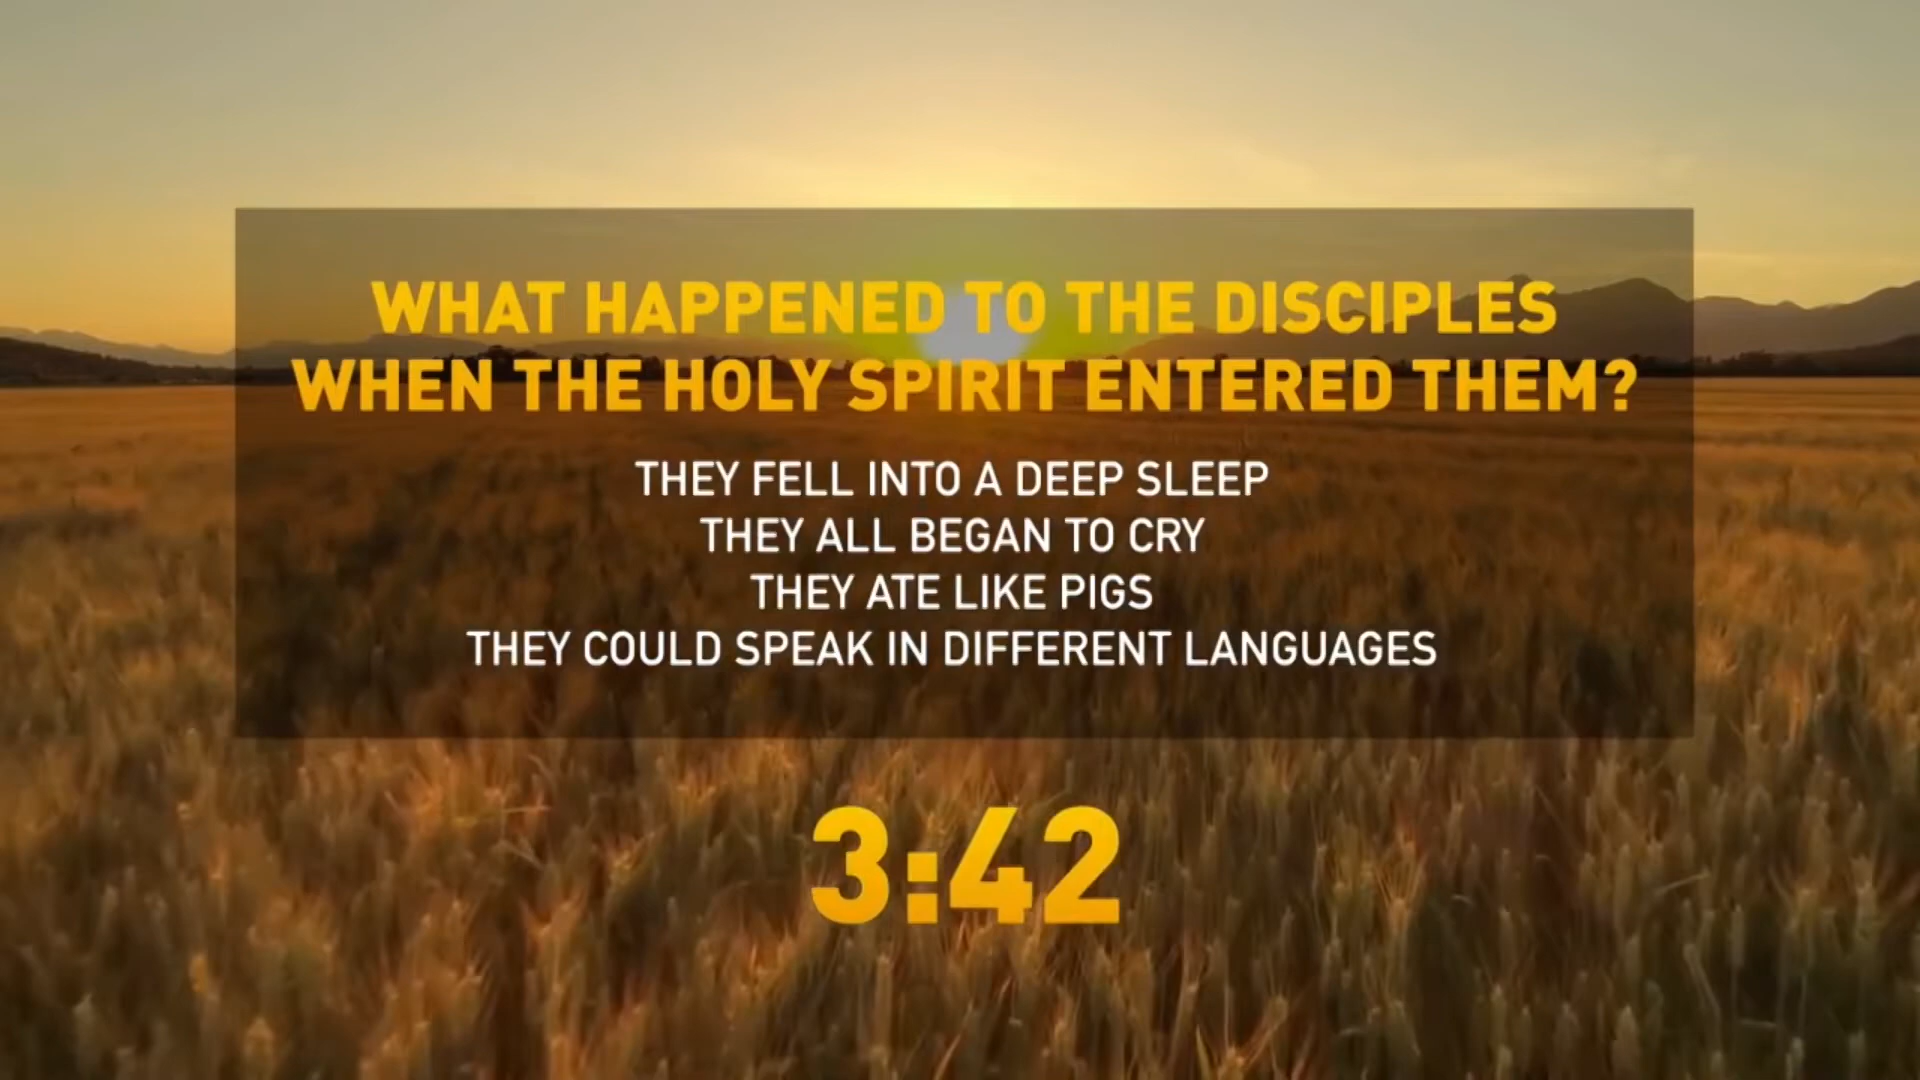 WHAT HAPPENED TO THE DISCIPLES
WHEN THE HOLY SPIRIT ENTERED THEM?
THEY FELL INTO A DEEP SLEEP
THEY ALL BEGAN TO CRY
THEY ATE LIKE PIGS
THEY COULD SPEAK IN DIFFERENT LANGUAGES
3:42